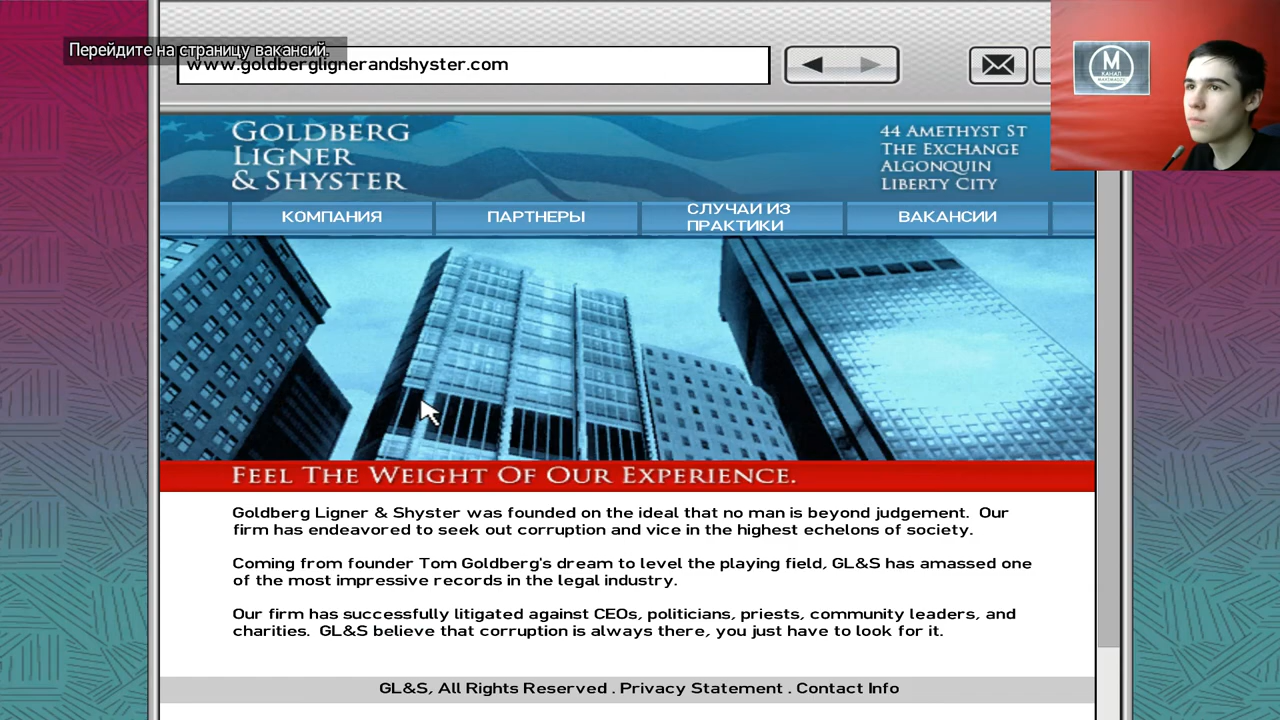 Перейдите на страницу вакансий.
www.goldberglignerandshyster.com
М
КАНАЛ
GOLDBERG
LIGNER
& SHYSTER
44 AMETHYST ST
THE EXCHANGE
ALGONQUIN
LIBERTY CITY
КОМПАНИЯ
ПАРТНЕРЫ
СЛУЧАИ ИЗ
ПРАКТИКИ
ВАКАНСИИ
FEEL THE WEIGHT OF OUR EXPERIENCE.
Goldberg Ligner & Shyster was founded on the ideal that no man is beyond judgement. Our
firm has endeavored to seek out corruption and vice in the highest echelons of society.
Coming from founder Tom Goldberg's dream to level the playing field, GL&S has amassed one
of the most impressive records in the legal industry.
Our firm has successfully litigated against CEOs, politicians, priests, community leaders, and
charities. GL&S believe that corruption is always there, you just have to look for it.
GL&S, All Rights Reserved . Privacy Statement . Contact Info